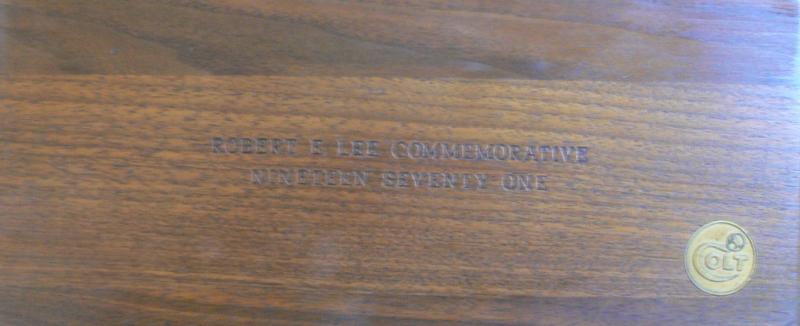 ROBERT E. LEE COMMEMORATIVE
NINETEEN SEVENTY ONE
COLT